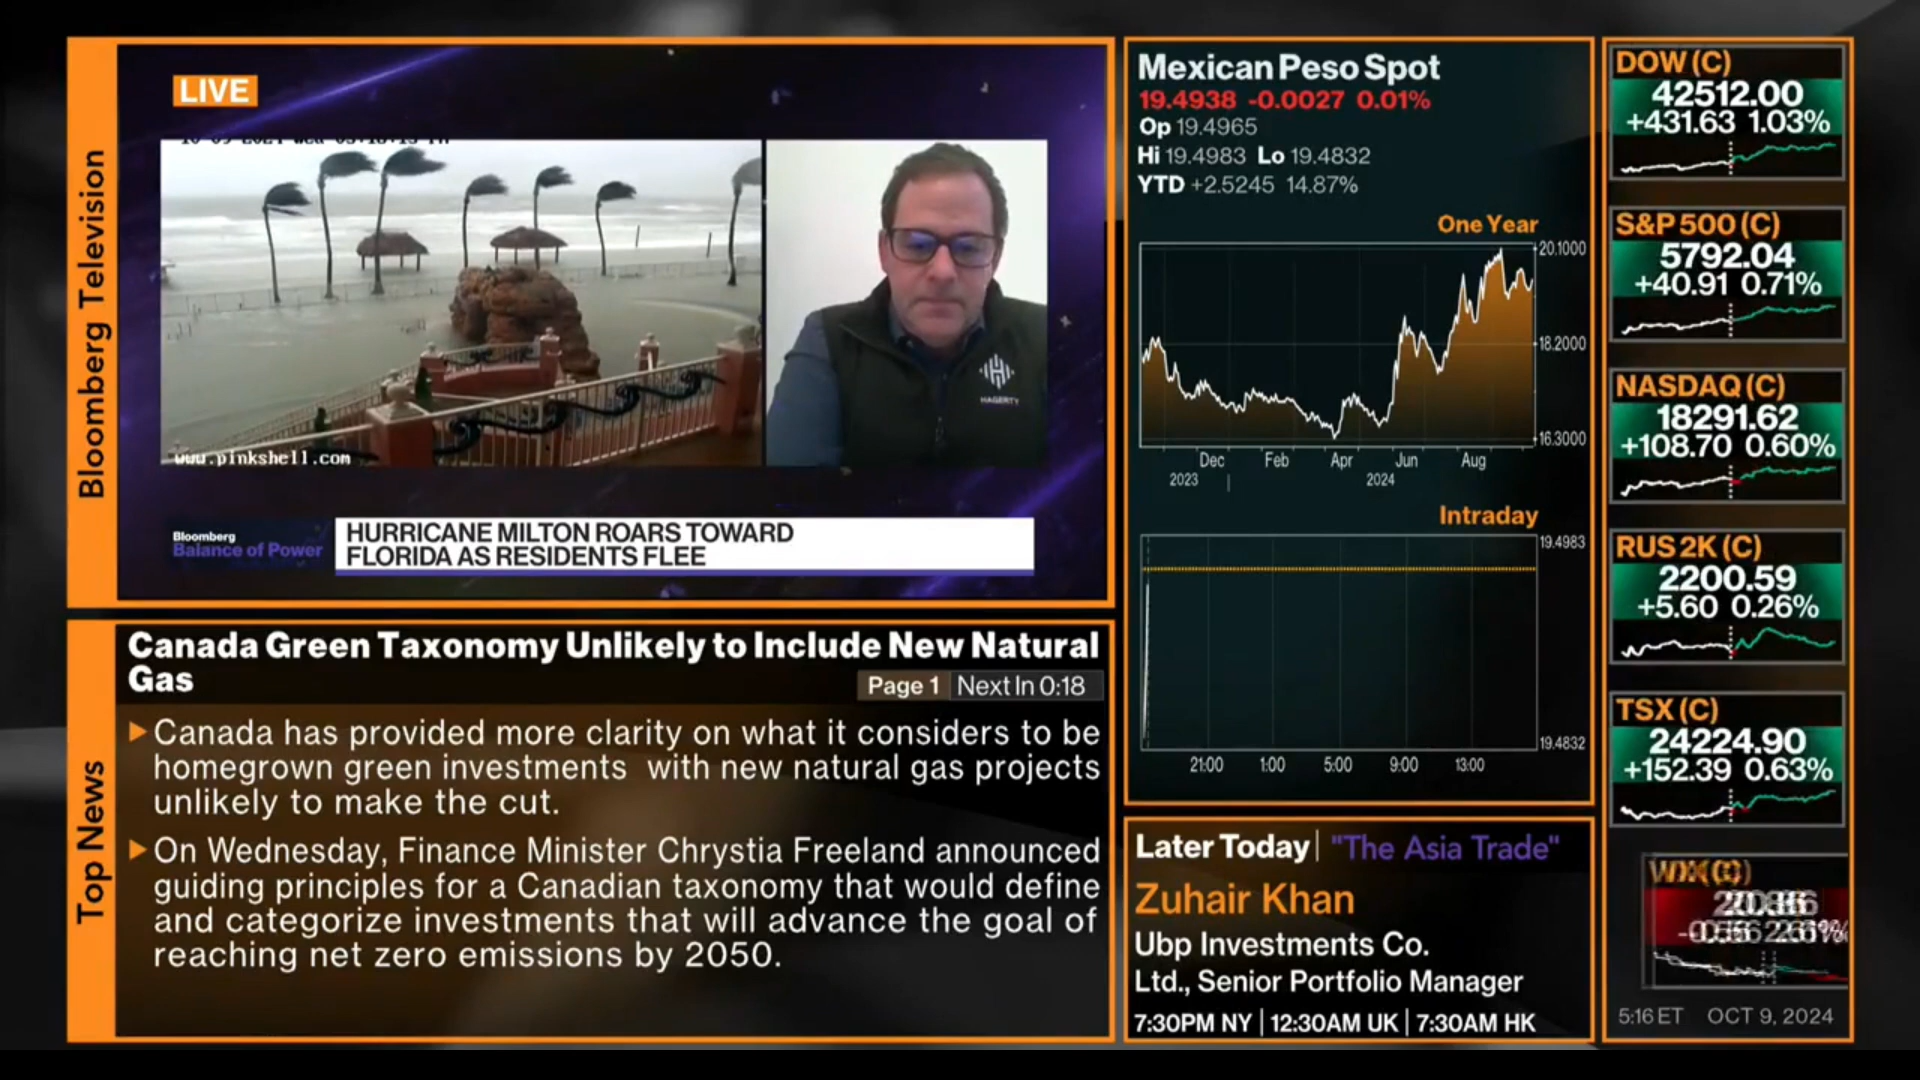 Bloomberg Television
LIVE
www.pinkshell.com
HAGERTY
Bloomberg
Balance of Power
HURRICANE MILTON ROARS TOWARD
FLORIDA AS RESIDENTS FLEE
Top News
Canada Green Taxonomy Unlikely to Include New Natural
Gas
Page 1 Next In 0:18
Canada has provided more clarity on what it considers to be
homegrown green investments with new natural gas projects
unlikely to make the cut.
On Wednesday, Finance Minister Chrystia Freeland announced
guiding principles for a Canadian taxonomy that would define
and categorize investments that will advance the goal of
reaching net zero emissions by 2050.
Mexican Peso Spot
19.4938 -0.0027 0.01%
Op 19.4965
Hi 19.4983 Lo 19.4832
YTD +2.5245 14.87%
One Year
20.1000
18.2000
16.3000
Dec Feb Apr Jun Aug
2023 2024
Intraday
19.4983
19.4832
21:00 1:00 5:00 9:00 13:00
Later Today "The Asia Trade"
Zuhair Khan
Ubp Investments Co.
Ltd., Senior Portfolio Manager
7:30PM NY | 12:30AM UK | 7:30AM HK
DOW (C)
42512.00
+431.63 1.03%
S&P 500 (C)
5792.04
+40.91 0.71%
NASDAQ (C)
18291.62
+108.70 0.60%
RUS 2K (C)
2200.59
+5.60 0.26%
TSX (C)
24224.90
+152.39 0.63%
5:16 ET OCT 9, 2024